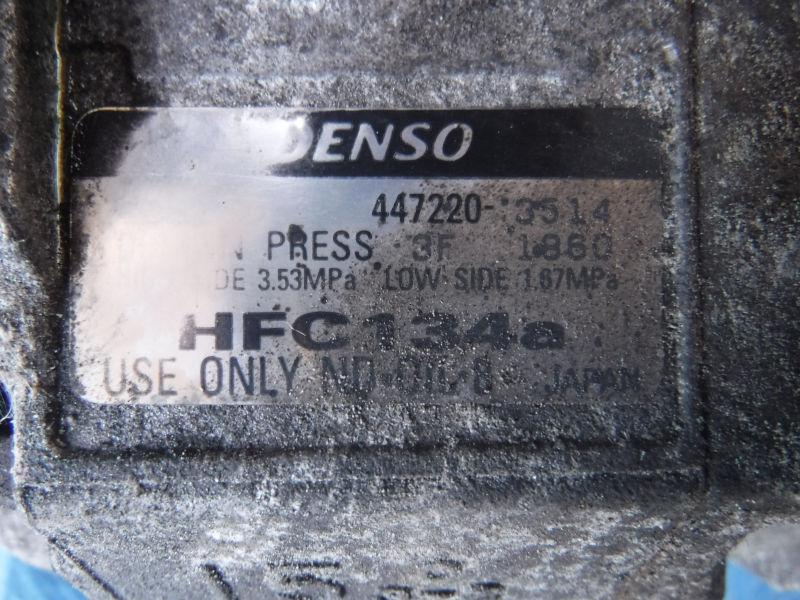 DENSO
447220-3514
PRESS 3F 1860
3.53MPa LOW SIDE 1.67MPa
HFC134a
USE ONLY ND-OIL 8 JAPAN